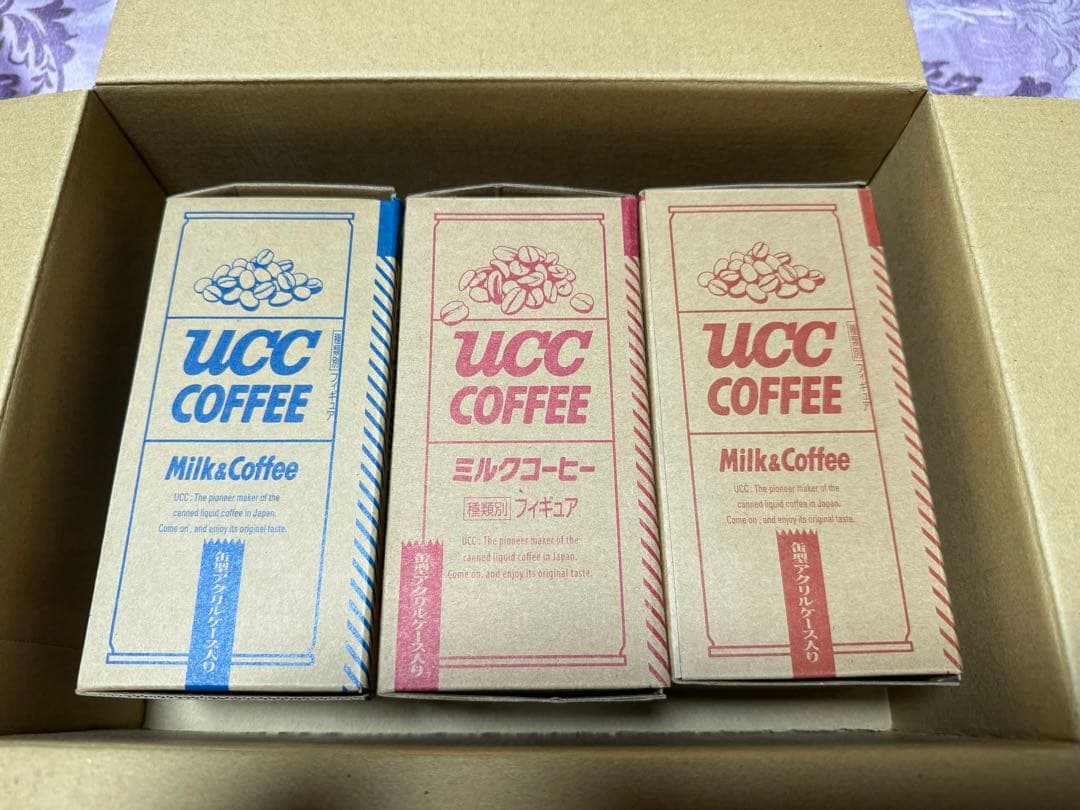 UCC
COFFEE
種類別 フィギュア
Milk&Coffee
UCC : The pioneer maker of the
canned liquid coffee in Japan.
Come on , and enjoy its original taste.
缶型アクリルケース入り
UCC
COFFEE
ミルクコーヒー
種類別 フィギュア
UCC : The pioneer maker of the
canned liquid coffee in Japan.
Come on, and enjoy its original taste.
缶型アクリルケース入り
UCC
COFFEE
種類別 フィギュア
Milk&Coffee
UCC : The pioneer maker of the
canned liquid coffee in Japan.
Come on , and enjoy its original taste.
缶型アクリルケース入り